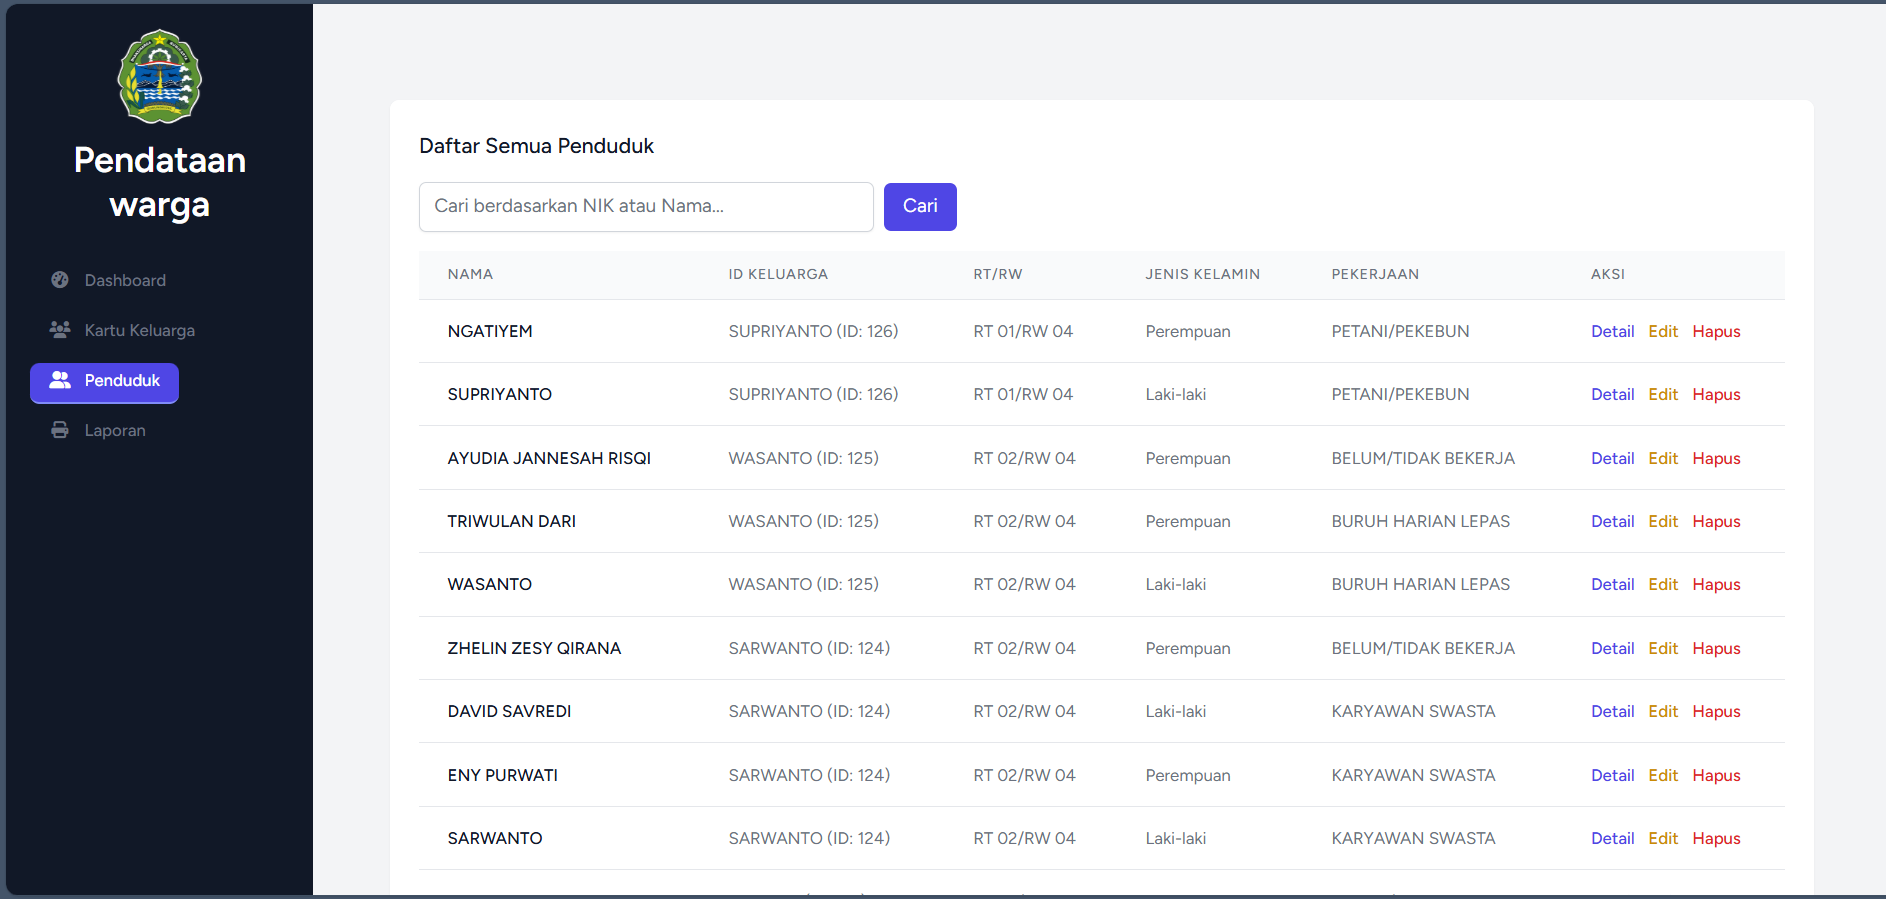 Pendataan
warga
Dashboard
Kartu Keluarga
Penduduk
Laporan
Daftar Semua Penduduk
Cari berdasarkan NIK atau Nama... Cari
NAMA ID KELUARGA RT/RW JENIS KELAMIN PEKERJAAN AKSI
NGATIYEM SUPRIYANTO (ID: 126) RT 01/RW 04 Perempuan PETANI/PEKEBUN Detail Edit Hapus
SUPRIYANTO SUPRIYANTO (ID: 126) RT 01/RW 04 Laki-laki PETANI/PEKEBUN Detail Edit Hapus
AYUDIA JANNESAH RISQI WASANTO (ID: 125) RT 02/RW 04 Perempuan BELUM/TIDAK BEKERJA Detail Edit Hapus
TRIWULAN DARI WASANTO (ID: 125) RT 02/RW 04 Perempuan BURUH HARIAN LEPAS Detail Edit Hapus
WASANTO WASANTO (ID: 125) RT 02/RW 04 Laki-laki BURUH HARIAN LEPAS Detail Edit Hapus
ZHELIN ZESY QIRANA SARWANTO (ID: 124) RT 02/RW 04 Perempuan BELUM/TIDAK BEKERJA Detail Edit Hapus
DAVID SAVREDI SARWANTO (ID: 124) RT 02/RW 04 Laki-laki KARYAWAN SWASTA Detail Edit Hapus
ENY PURWATI SARWANTO (ID: 124) RT 02/RW 04 Perempuan KARYAWAN SWASTA Detail Edit Hapus
SARWANTO SARWANTO (ID: 124) RT 02/RW 04 Laki-laki KARYAWAN SWASTA Detail Edit Hapus